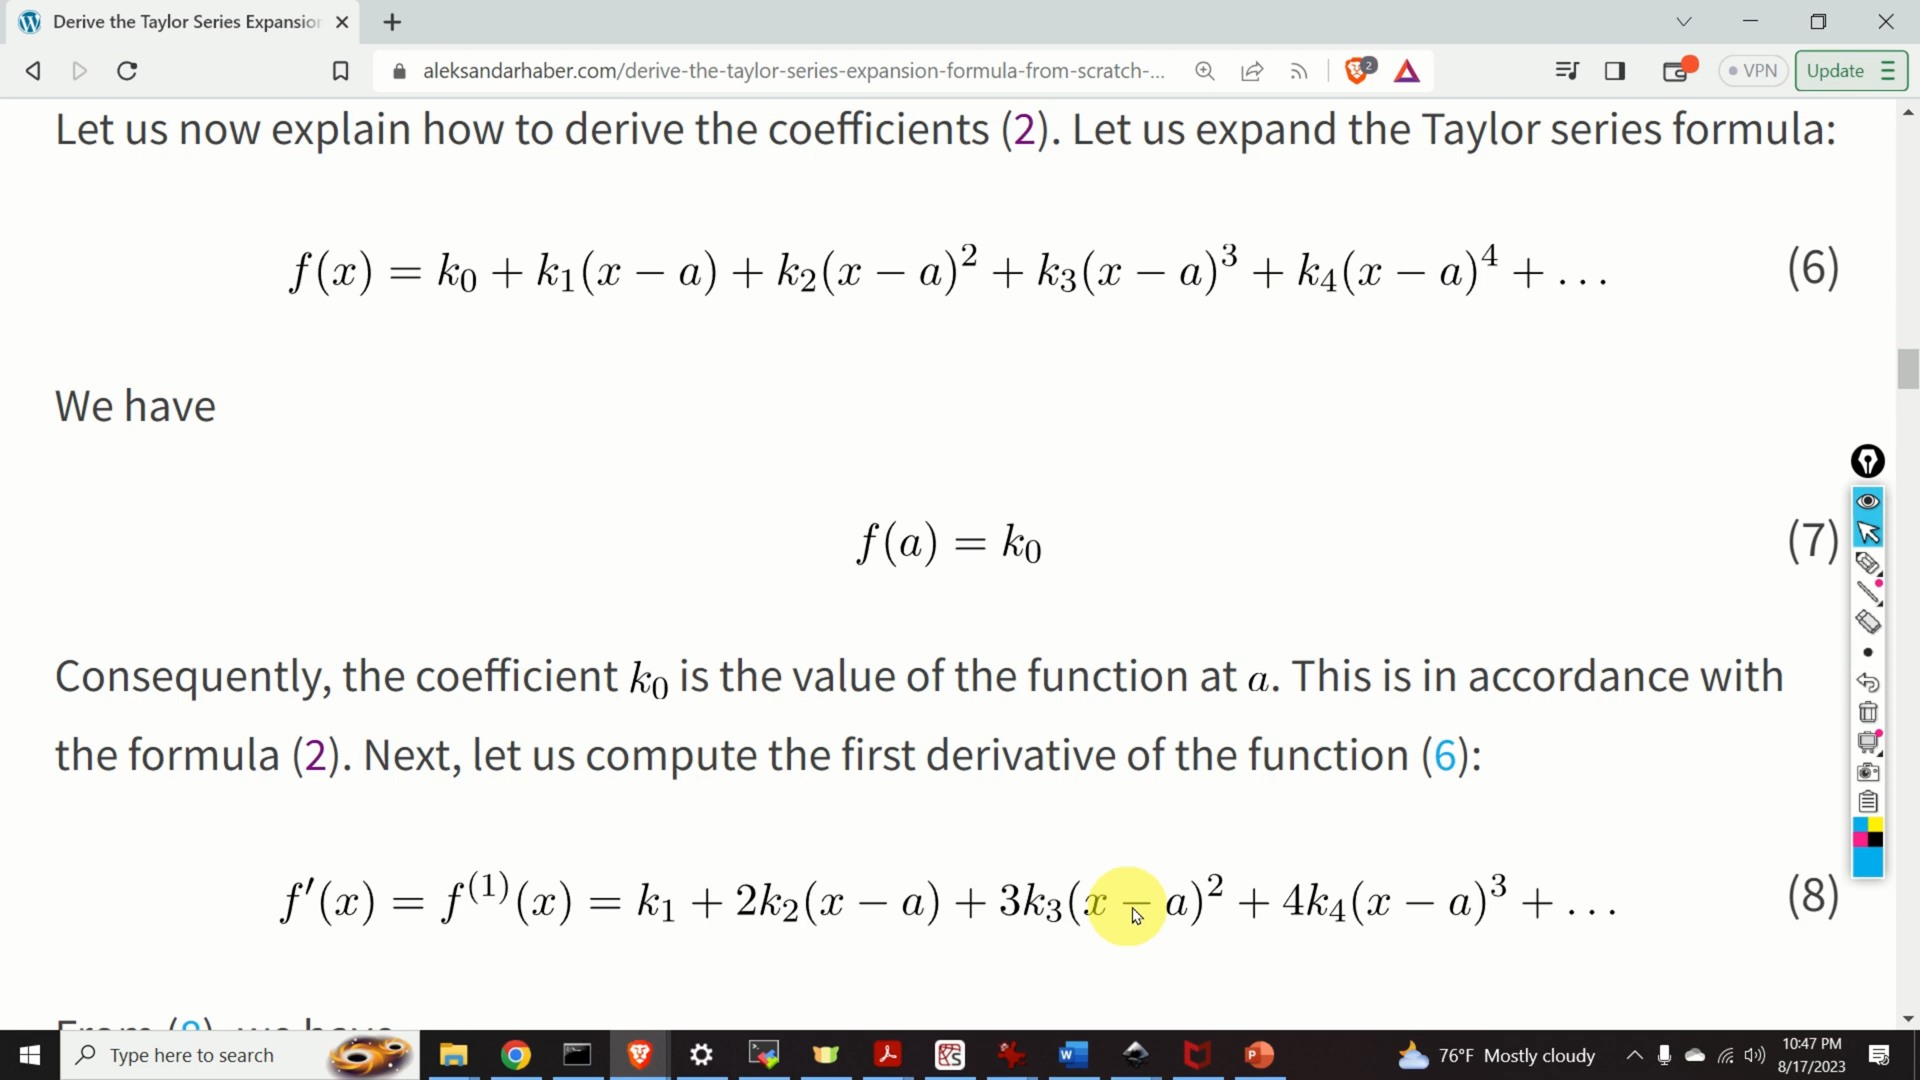 Derive the Taylor Series Expansion
aleksandarhaber.com/derive-the-taylor-series-expansion-formula-from-scratch-...
2
VPN
Update
Let us now explain how to derive the coefficients (2). Let us expand the Taylor series formula:
f(x) = k₀ + k₁(x − a) + k₂(x − a)² + k₃(x − a)³ + k₄(x − a)⁴ + ... (6)
We have
f(a) = k₀ (7)
Consequently, the coefficient k₀ is the value of the function at a. This is in accordance with
the formula (2). Next, let us compute the first derivative of the function (6):
f′(x) = f⁽¹⁾(x) = k₁ + 2k₂(x − a) + 3k₃(x − a)² + 4k₄(x − a)³ + ... (8)
From (8), we have
Type here to search
76°F Mostly cloudy
10:47 PM
8/17/2023